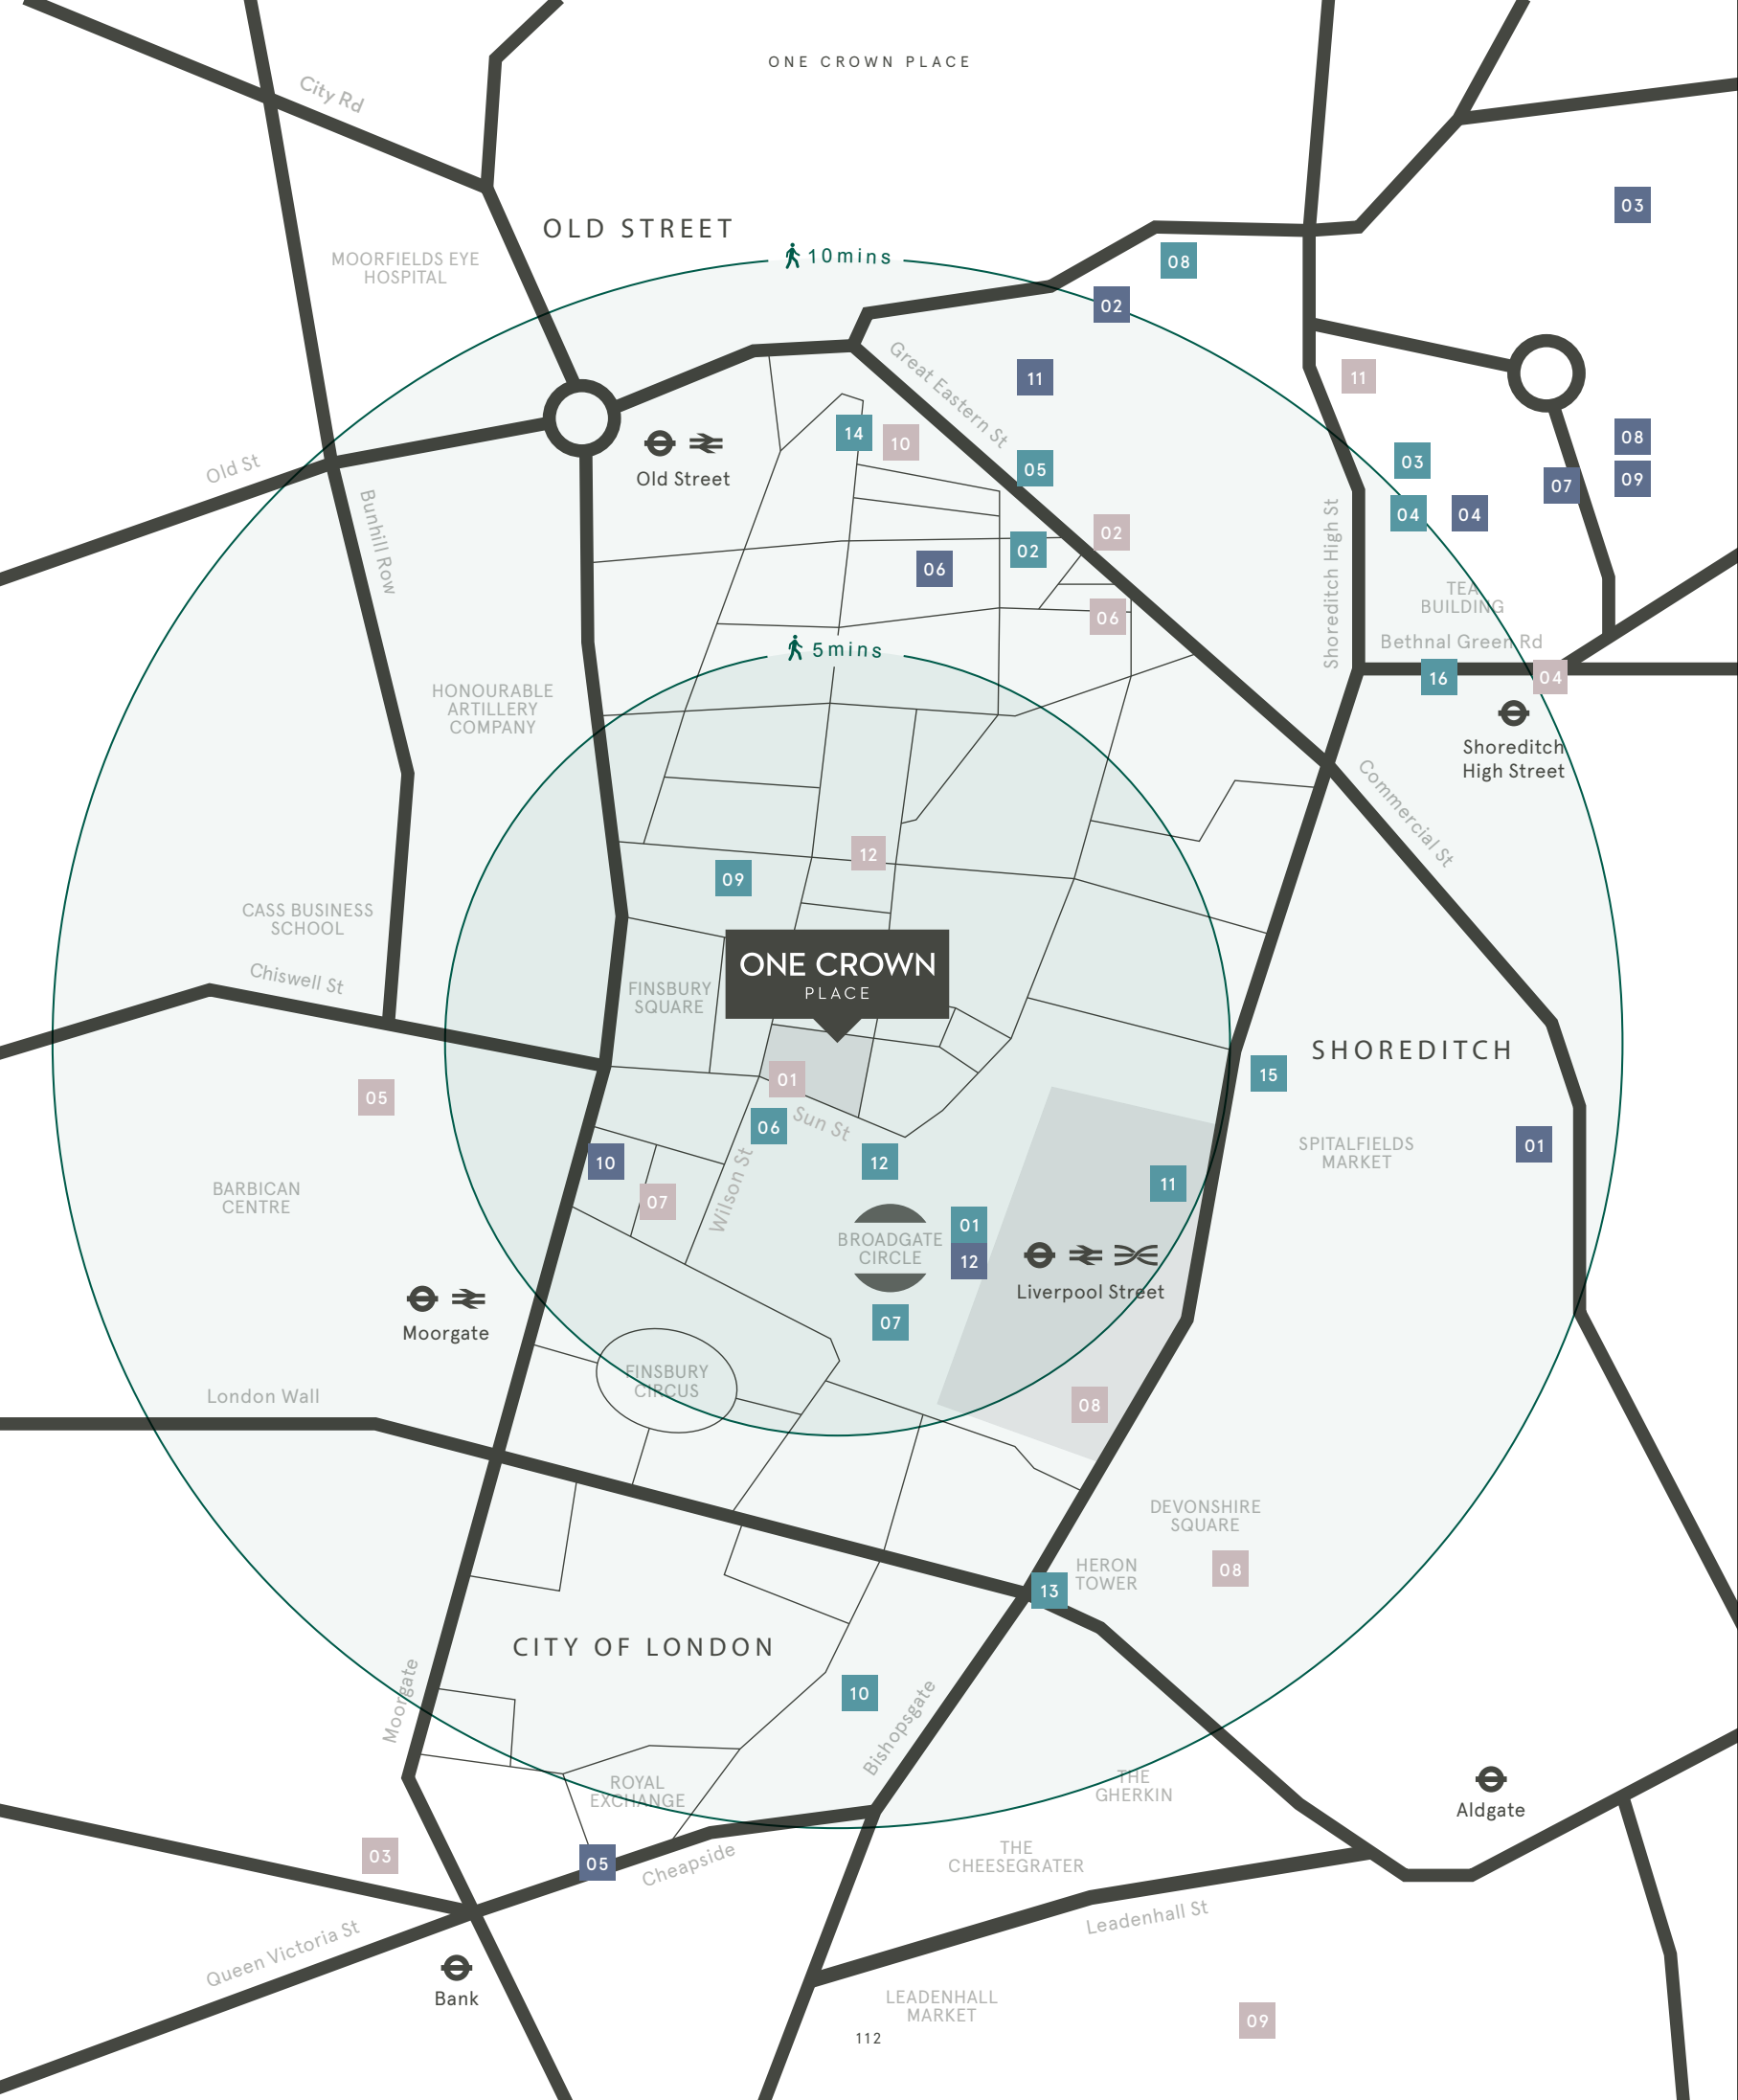 ONE CROWN PLACE
City Rd
03
OLD STREET
10mins
MOORFIELDS EYE
HOSPITAL
08
02
Great Eastern St
11
11
14
10
08
Old St
Old Street
05
03
09
07
Bunhill Row
04
04
02
02
06
Shoreditch High St
TEA
BUILDING
06
5mins
Bethnal Green Rd
16
04
HONOURABLE
ARTILLERY
COMPANY
Shoreditch
High Street
Commercial St
12
09
CASS BUSINESS
SCHOOL
Chiswell St
FINSBURY
SQUARE
ONE CROWN
PLACE
SHOREDITCH
01
15
05
Sun St
06
SPITALFIELDS
MARKET
01
10
12
Wilson St
11
07
BARBICAN
CENTRE
01
BROADGATE
CIRCLE
12
Liverpool Street
Moorgate
07
FINSBURY
CIRCUS
London Wall
08
DEVONSHIRE
SQUARE
HERON
TOWER
08
13
CITY OF LONDON
Moorgate
10
Bishopsgate
ROYAL
EXCHANGE
THE
GHERKIN
Aldgate
03
05
Cheapside
THE
CHEESEGRATER
Leadenhall St
Queen Victoria St
Bank
LEADENHALL
MARKET
09
112